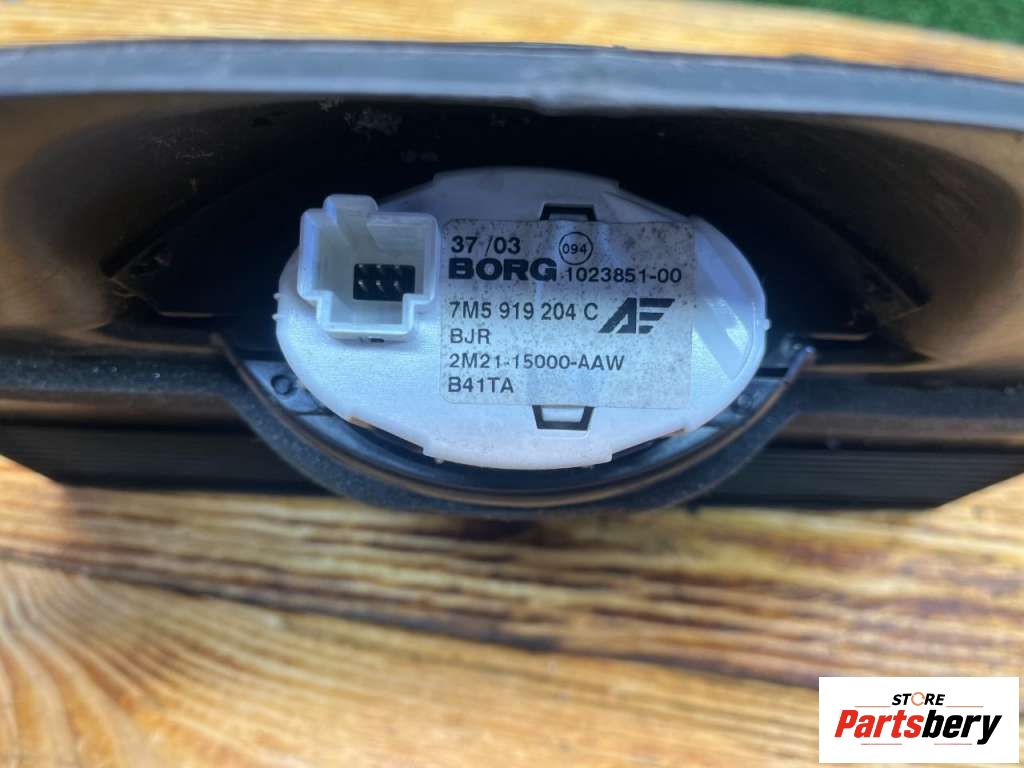 37 /03 094
BORG 1023851-00
7M5 919 204 C
BJR
2M21-15000-AAW
B41TA
STORE
Partsbery